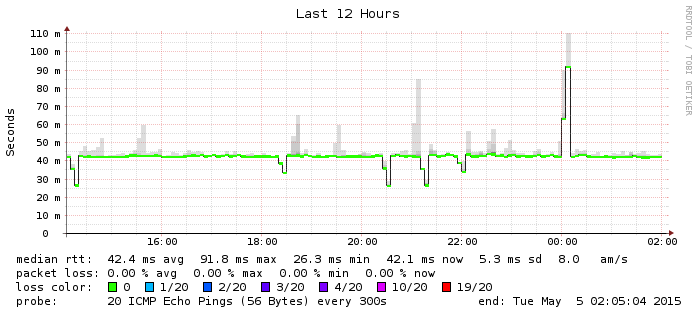 Last 12 Hours
RRDTOOL / TOBI OETIKER
Seconds
110 m
100 m
90 m
80 m
70 m
60 m
50 m
40 m
30 m
20 m
10 m
0
16:00 18:00 20:00 22:00 00:00 02:00
median rtt: 42.4 ms avg 91.8 ms max 26.3 ms min 42.1 ms now 5.3 ms sd 8.0 am/s
packet loss: 0.00 % avg 0.00 % max 0.00 % min 0.00 % now
loss color: 0 1/20 2/20 3/20 4/20 10/20 19/20
probe: 20 ICMP Echo Pings (56 Bytes) every 300s end: Tue May 5 02:05:04 2015